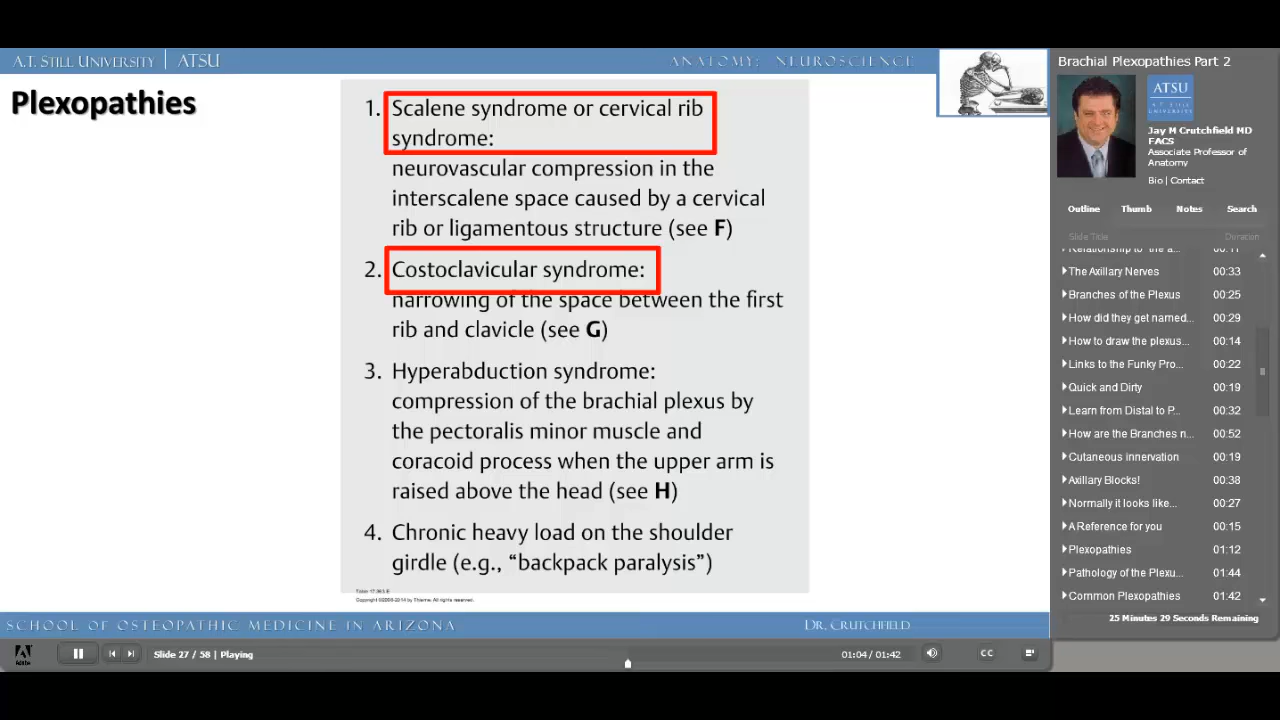 A.T. STILL UNIVERSITY | ATSU
ANATOMY: NEUROSCIENCE
Plexopathies
1. Scalene syndrome or cervical rib
syndrome:
neurovascular compression in the
interscalene space caused by a cervical
rib or ligamentous structure (see F)
2. Costoclavicular syndrome:
narrowing of the space between the first
rib and clavicle (see G)
3. Hyperabduction syndrome:
compression of the brachial plexus by
the pectoralis minor muscle and
coracoid process when the upper arm is
raised above the head (see H)
4. Chronic heavy load on the shoulder
girdle (e.g., “backpack paralysis”)
SCHOOL OF OSTEOPATHIC MEDICINE IN ARIZONA
DR. CRUTCHFIELD
Adobe
Slide 27 / 58 | Playing
01:04 / 01:42
CC
Brachial Plexopathies Part 2
ATSU
Jay M Crutchfield MD
FACS
Associate Professor of
Anatomy
Bio | Contact
Outline Thumb Notes Search
Slide Title Duration
Relationship to the a... 00:11
The Axillary Nerves 00:33
Branches of the Plexus 00:25
How did they get named... 00:29
How to draw the plexus... 00:14
Links to the Funky Pro... 00:22
Quick and Dirty 00:19
Learn from Distal to P... 00:32
How are the Branches n... 00:52
Cutaneous innervation 00:19
Axillary Blocks! 00:38
Normally it looks like... 00:27
A Reference for you 00:15
Plexopathies 01:12
Pathology of the Plexu... 01:44
Common Plexopathies 01:42
25 Minutes 29 Seconds Remaining